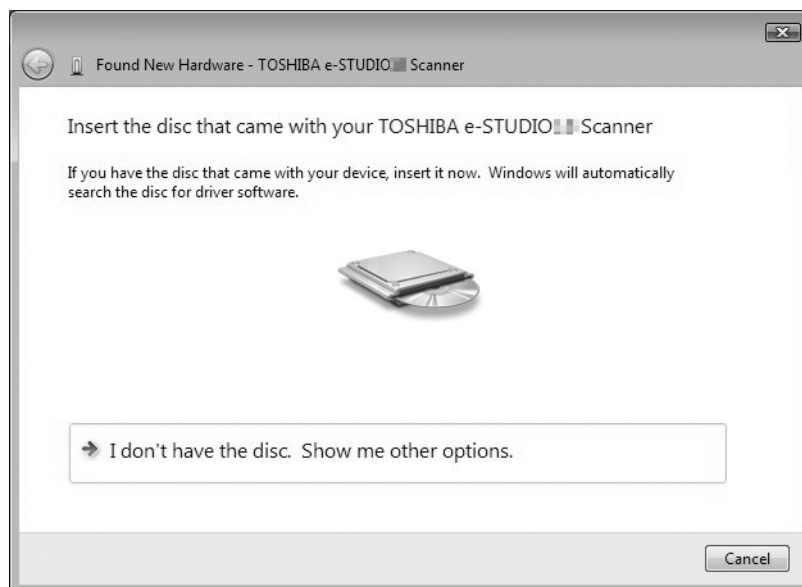 Found New Hardware - TOSHIBA e-STUDIO Scanner
Insert the disc that came with your TOSHIBA e-STUDIO Scanner
If you have the disc that came with your device, insert it now. Windows will automatically
search the disc for driver software.
I don't have the disc. Show me other options.
Cancel